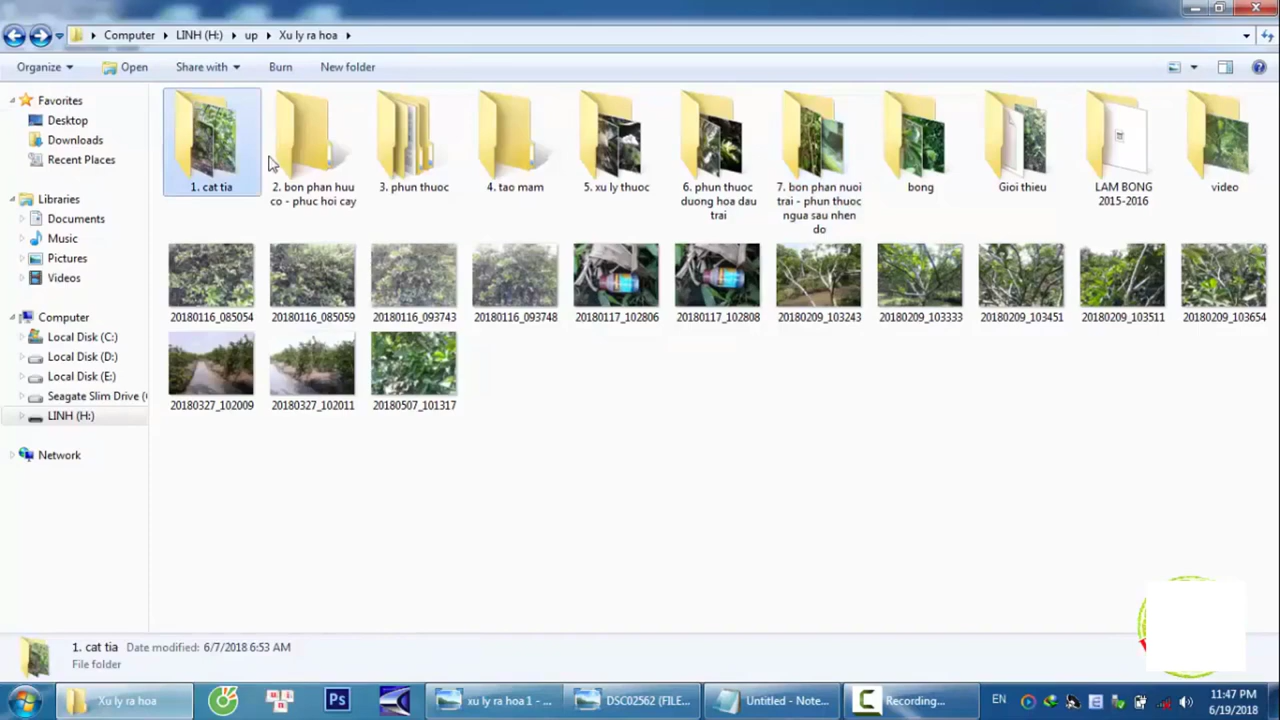 Computer LINH (H:) up Xu ly ra hoa
Organize Open Share with Burn New folder
Favorites
Desktop
Downloads
Recent Places
Libraries
Documents
Music
Pictures
Videos
Computer
Local Disk (C:)
Local Disk (D:)
Local Disk (E:)
Seagate Slim Drive (
LINH (H:)
Network
1. cat tia
2. bon phan huu
co - phuc hoi cay
3. phun thuoc
4. tao mam
5. xu ly thuoc
6. phun thuoc
duong hoa dau
trai
7. bon phan nuoi
trai - phun thuoc
ngua sau nhen
do
bong
Gioi thieu
LAM BONG
2015-2016
video
20180116_085054 20180116_085059 20180116_093743 20180116_093748 20180117_102806 20180117_102808 20180209_103243 20180209_103333 20180209_103451 20180209_103511 20180209_103654
20180327_102009 20180327_102011 20180507_101317
1. cat tia Date modified: 6/7/2018 6:53 AM
File folder
Xu ly ra hoa
Ps
xu ly ra hoa 1 - ...
DSC02562 (FILE...
Untitled - Note...
Recording...
EN
11:47 PM
6/19/2018